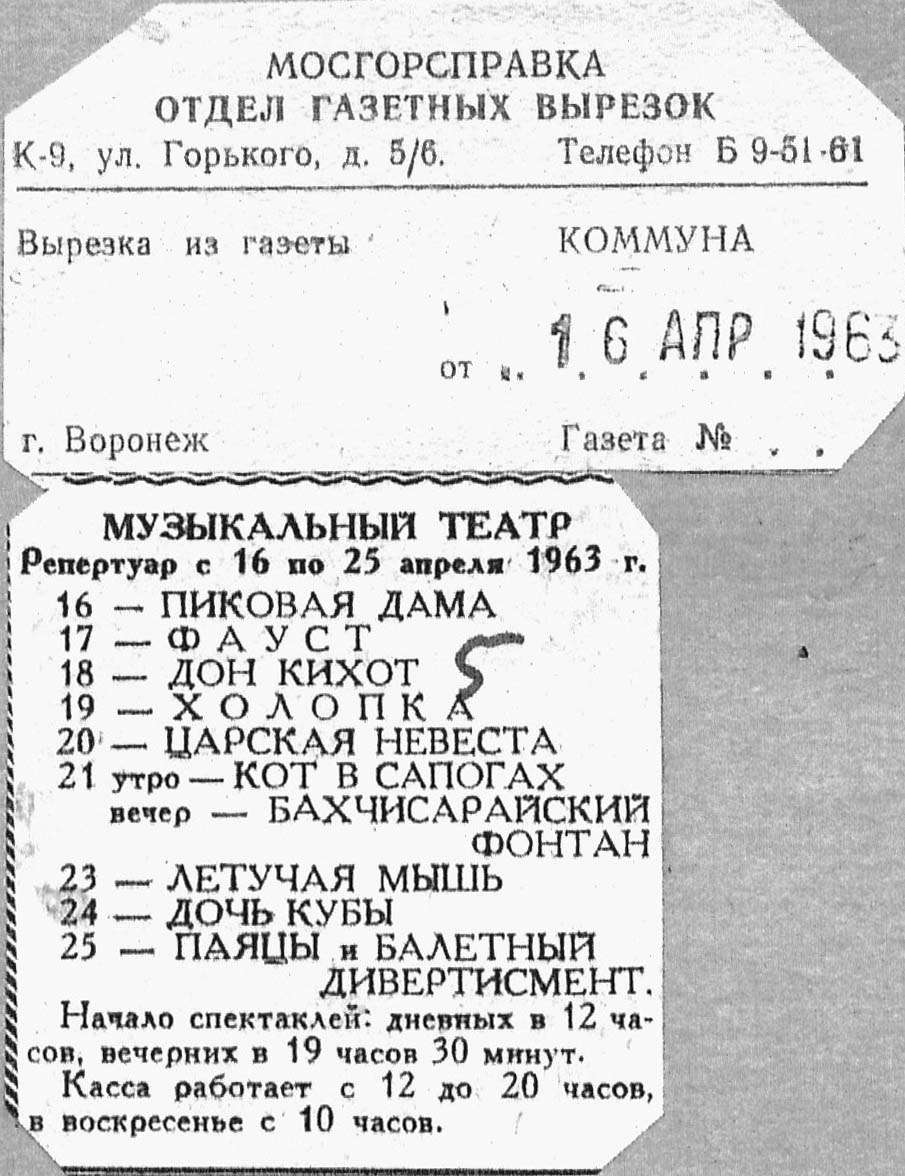 МОСГОРСПРАВКА
ОТДЕЛ ГАЗЕТНЫХ ВЫРЕЗОК
К-9, ул. Горького, д. 5/6. Телефон Б 9-51-61
Вырезка из газеты КОММУНА
от . . 16 АПР 1963
г. Воронеж Газета № . .
МУЗЫКАЛЬНЫЙ ТЕАТР
Репертуар с 16 по 25 апреля 1963 г.
16 — ПИКОВАЯ ДАМА
17 — ФАУСТ
18 — ДОН КИХОТ 5
19 — ХОЛОПКА
20 — ЦАРСКАЯ НЕВЕСТА
21 утро — КОТ В САПОГАХ
вечер — БАХЧИСАРАЙСКИЙ
ФОНТАН
23 — ЛЕТУЧАЯ МЫШЬ
24 — ДОЧЬ КУБЫ
25 — ПАЯЦЫ и БАЛЕТНЫЙ
ДИВЕРТИСМЕНТ.
Начало спектаклей: дневных в 12 ча-
сов, вечерних в 19 часов 30 минут.
Касса работает с 12 до 20 часов,
в воскресенье с 10 часов.